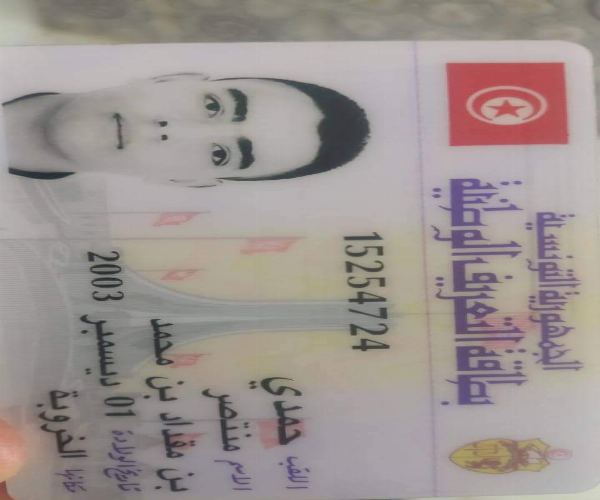 الجمهورية التونسية
بطاقة التعريف الوطنية
15254724
اللقب حمدي
الاسم منتصر
بن مقداد بن محمد
تاريخ الولادة 01 ديسمبر 2003
مكانها الخروبة